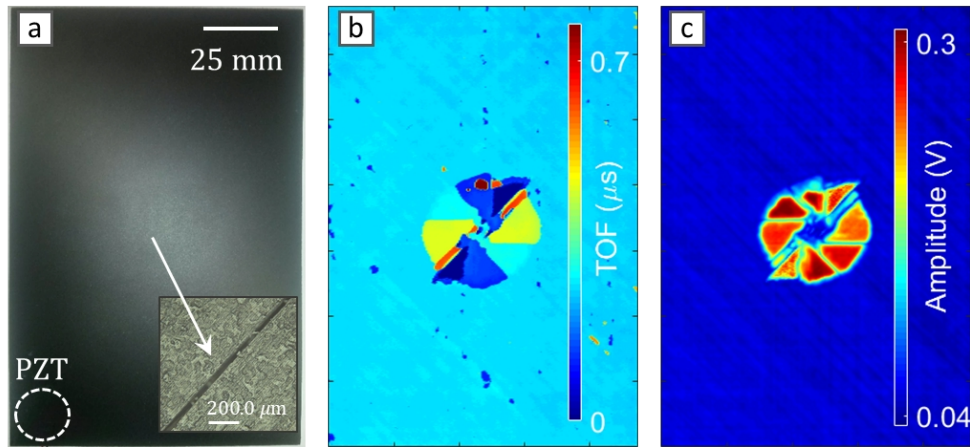 a
25 mm
PZT
200.0 μm
b
0.7
TOF (μs)
0
c
0.3
Amplitude (V)
0.04